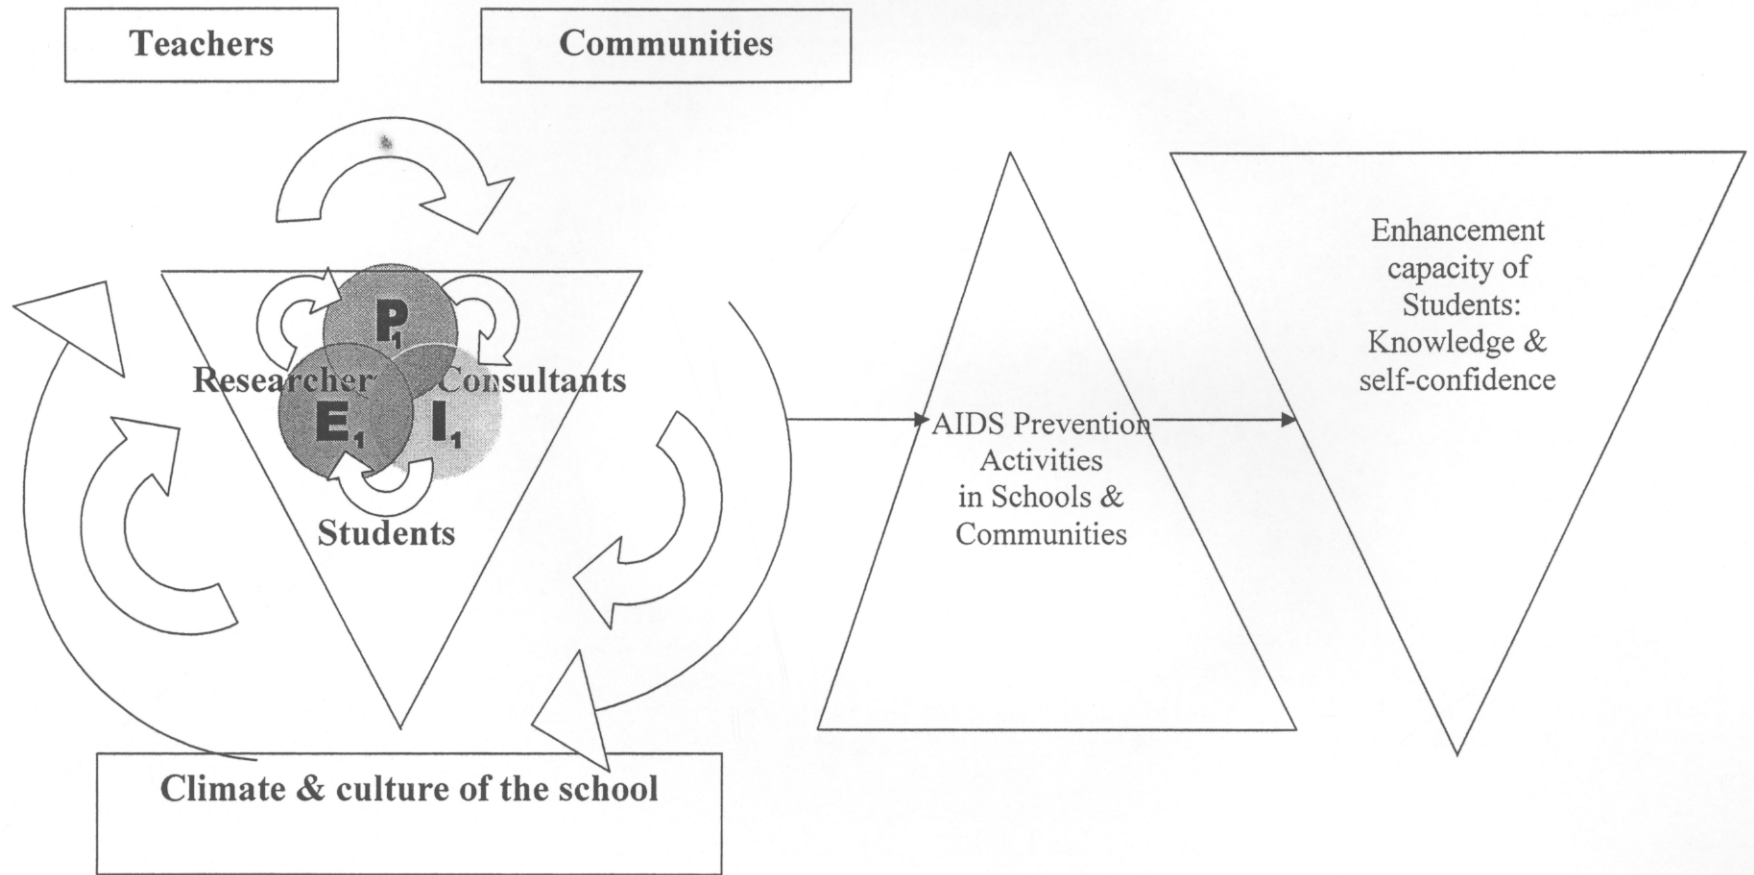 Teachers
Communities
P1
Researcher Consultants
E1 I1
Students
Climate & culture of the school
AIDS Prevention
Activities
in Schools &
Communities
Enhancement
capacity of
Students:
Knowledge &
self-confidence